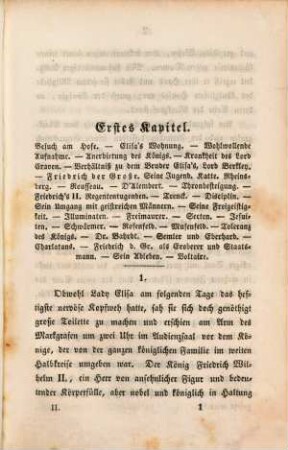 Erstes Kapitel.
Besuch am Hofe. — Elisa's Wohnung. — Wohlwollende
Aufnahme. — Anerbietung des Königs. — Krankheit des Lord
Craven. — Verhältniß zu dem Bruder Elisa's, Lord Berkley.
— Friedrich der Große. Seine Jugend. Katte. Rheins-
berg. — Rousseau. — D'Alembert. — Thronbesteigung. —
Friedrich's II. Regententugenden. — Trenck. — Disciplin. —
Sein Umgang mit geistreichen Männern. — Seine Freigeistig-
keit. — Illuminaten. — Freimaurer. — Secten. — Jesui-
ten. — Schwärmer. — Rosenfeld. — Musenfeld. — Tolerang
des Königs. — Dr. Bahrdt. — Semler und Eberhard. —
Charlatans. — Friedrich d. Gr. als Eroberer und Staats-
mann. — Sein Ableben. — Voltaire.
1.
Obwohl Lady Elisa am folgenden Tage das hef-
tigste nervöse Kopfweh hatte, sah sie sich doch genöthigt
große Toilette zu machen und erschien am Arm des
Markgrafen um zwei Uhr im Audienzsaal vor dem Kö-
nige, der von der ganzen königlichen Familie im weiten
Halbkreise umgeben war. Der König Friedrich Wil-
helm II., ein Herr von ansehnlicher Figur und bedeu-
tender Körperfülle, aber nobel und königlich in Haltung
II. 1